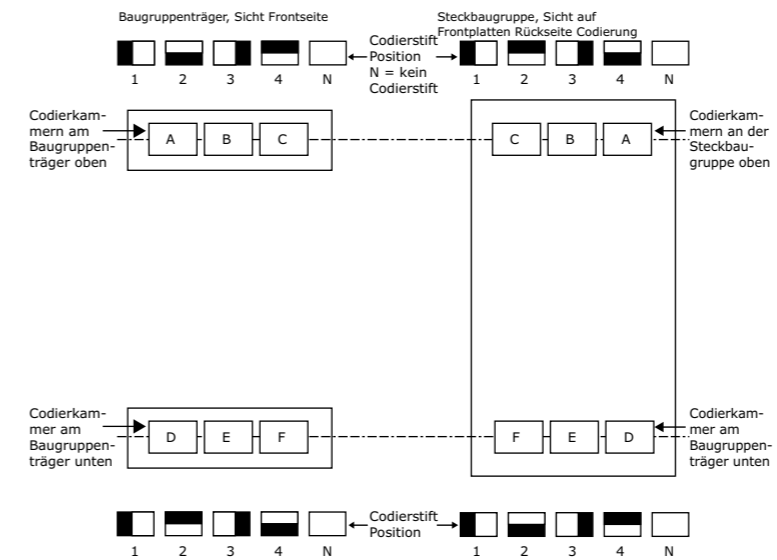 Baugruppenträger, Sicht Frontseite
Steckbaugruppe, Sicht auf
Frontplatten Rückseite Codierung
Codierstift
Position
N = kein
Codierstift
1 2 3 4 N
1 2 3 4 N
Codierkam-
mern am
Baugruppen-
träger oben
A B C
C B A
Codierkam-
mern an der
Steckbau-
gruppe oben
Codierkam-
mer am
Baugruppen-
träger unten
D E F
F E D
Codierkam-
mer am
Baugruppen-
träger unten
Codierstift
Position
1 2 3 4 N
1 2 3 4 N